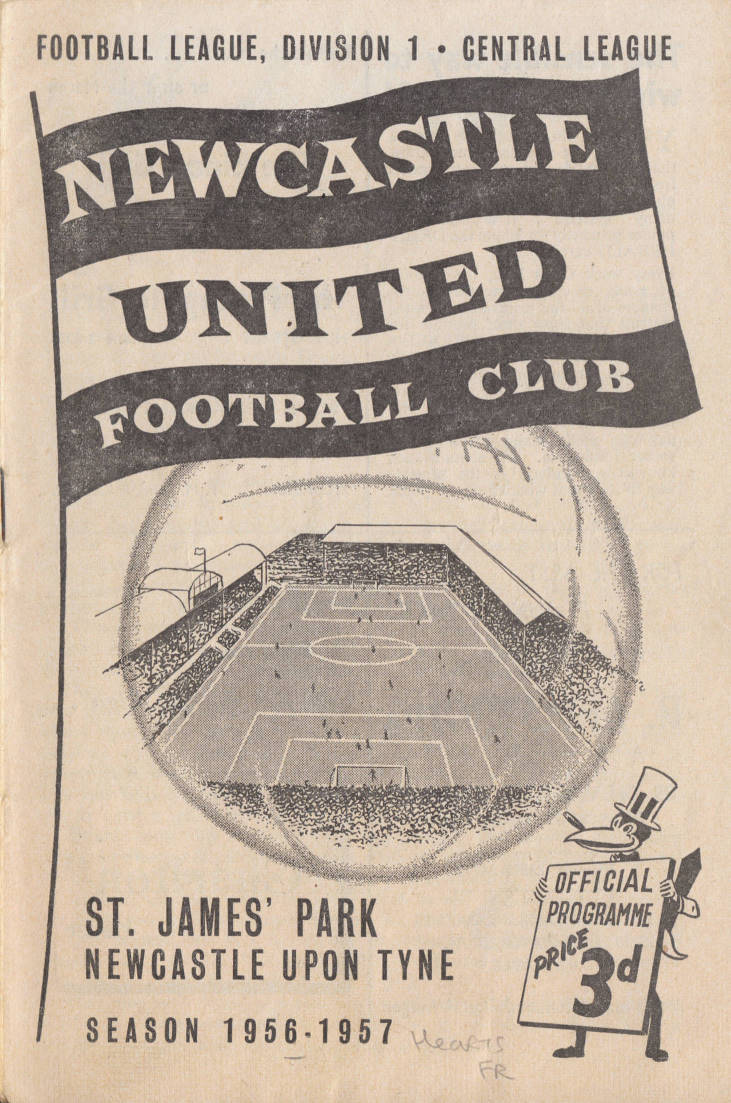 FOOTBALL LEAGUE, DIVISION 1 • CENTRAL LEAGUE
NEWCASTLE
UNITED
FOOTBALL CLUB
OFFICIAL
PROGRAMME
PRICE
3d
ST. JAMES' PARK
NEWCASTLE UPON TYNE
SEASON 1956-1957
Hearts
FR